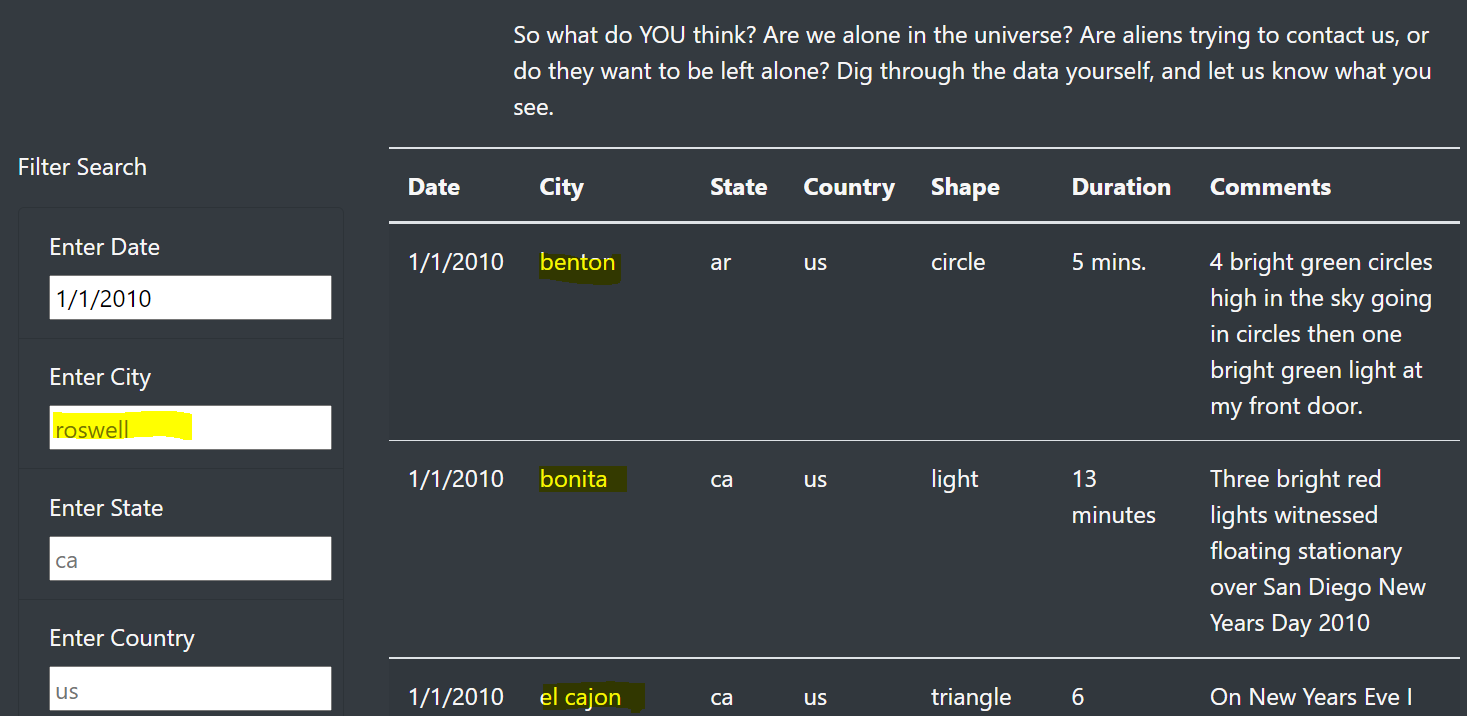 So what do YOU think? Are we alone in the universe? Are aliens trying to contact us, or
do they want to be left alone? Dig through the data yourself, and let us know what you
see.
Filter Search
Enter Date
1/1/2010
Enter City
roswell
Enter State
ca
Enter Country
us
Date City State Country Shape Duration Comments
1/1/2010 benton ar us circle 5 mins. 4 bright green circles
high in the sky going
in circles then one
bright green light at
my front door.
1/1/2010 bonita ca us light 13 Three bright red
minutes lights witnessed
floating stationary
over San Diego New
Years Day 2010
1/1/2010 el cajon ca us triangle 6 On New Years Eve I